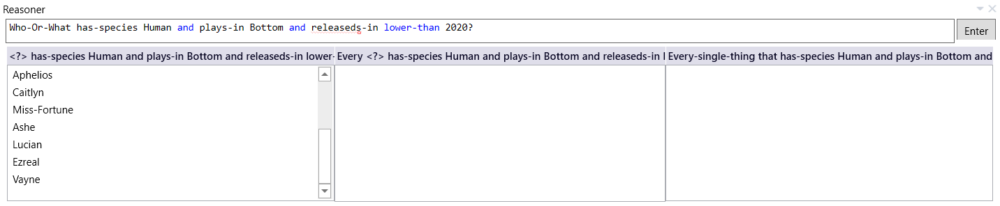 Reasoner
Who-Or-What has-species Human and plays-in Bottom and releaseds-in lower-than 2020?
Enter
<?> has-species Human and plays-in Bottom and releaseds-in lower-
Every <?> has-species Human and plays-in Bottom and releaseds-in l
Every-single-thing that has-species Human and plays-in Bottom and
Aphelios
Caitlyn
Miss-Fortune
Ashe
Lucian
Ezreal
Vayne